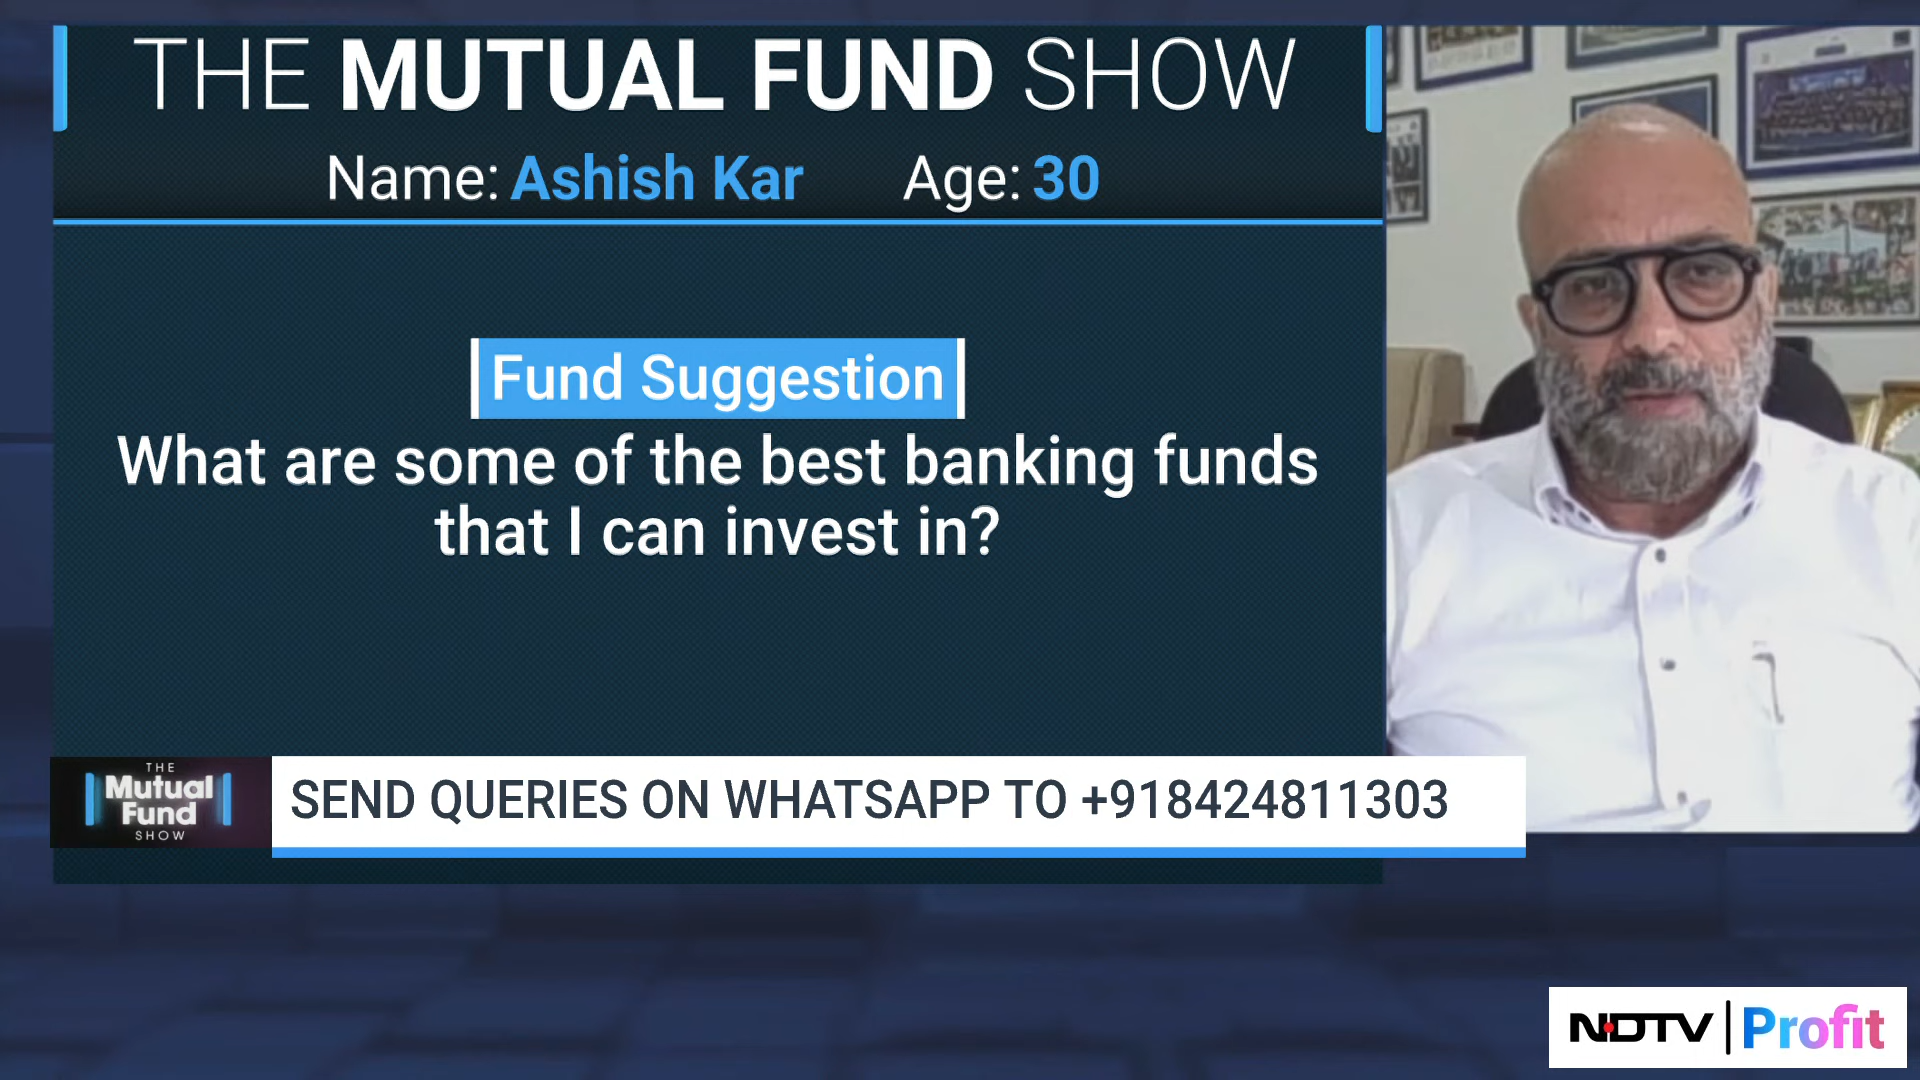 THE MUTUAL FUND SHOW
Name: Ashish Kar Age: 30
Fund Suggestion
What are some of the best banking funds
that I can invest in?
THE
Mutual
Fund
SHOW
SEND QUERIES ON WHATSAPP TO +918424811303
NDTV | Profit